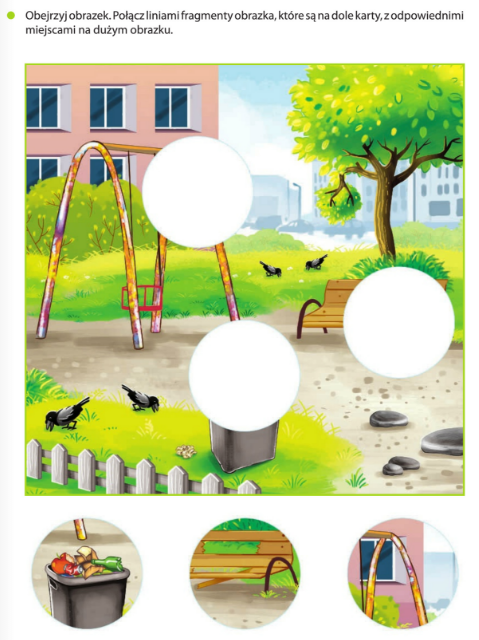 Obejrzyj obrazek. Połącz liniami fragmenty obrazka, które są na dole karty, z odpowiednimi
miejscami na dużym obrazku.